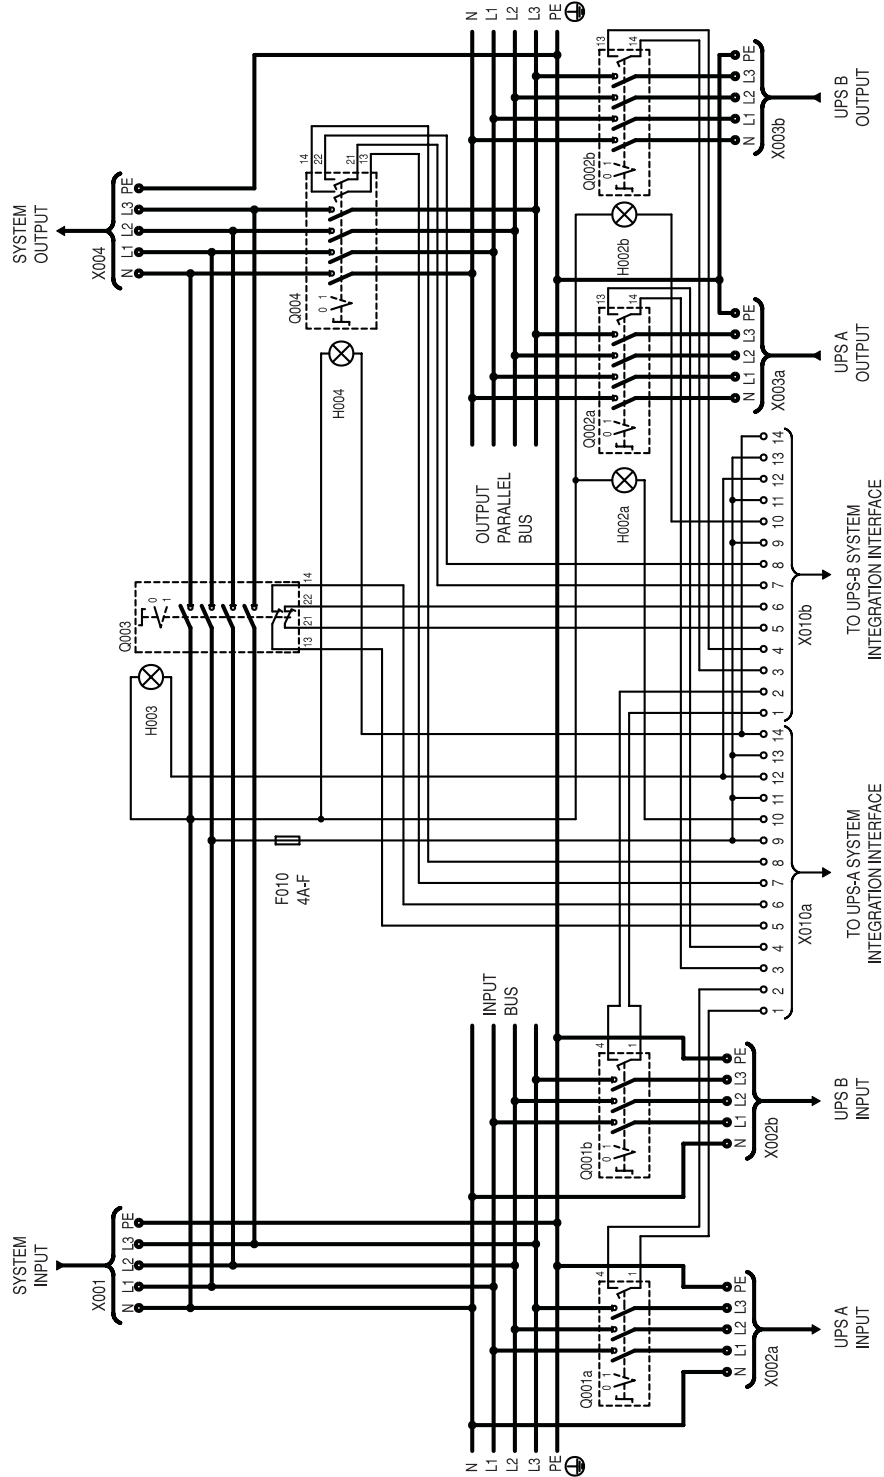 SYSTEM
INPUT
X001
N L1 L2 L3 PE
SYSTEM
OUTPUT
X004
N L1 L2 L3 PE
Q003
0 1
13 21 22 14
H003
F010
4A-F
Q004
0 1
14 22 21 13
H004
INPUT
BUS
OUTPUT
PARALLEL
BUS
N
L1
L2
L3
PE
N
L1
L2
L3
PE
Q001a
0 1
4
1
Q001b
0 1
4
1
Q002a
0 1
13
14
H002a
Q002b
0 1
13
14
H002b
N L1 L2 L3 PE
X002a
UPS A
INPUT
N L1 L2 L3 PE
X002b
UPS B
INPUT
1 2 3 4 5 6 7 8 9 10 11 12 13 14
X010a
TO UPS-A SYSTEM
INTEGRATION INTERFACE
1 2 3 4 5 6 7 8 9 10 11 12 13 14
X010b
TO UPS-B SYSTEM
INTEGRATION INTERFACE
N L1 L2 L3 PE
X003a
UPS A
OUTPUT
N L1 L2 L3 PE
X003b
UPS B
OUTPUT